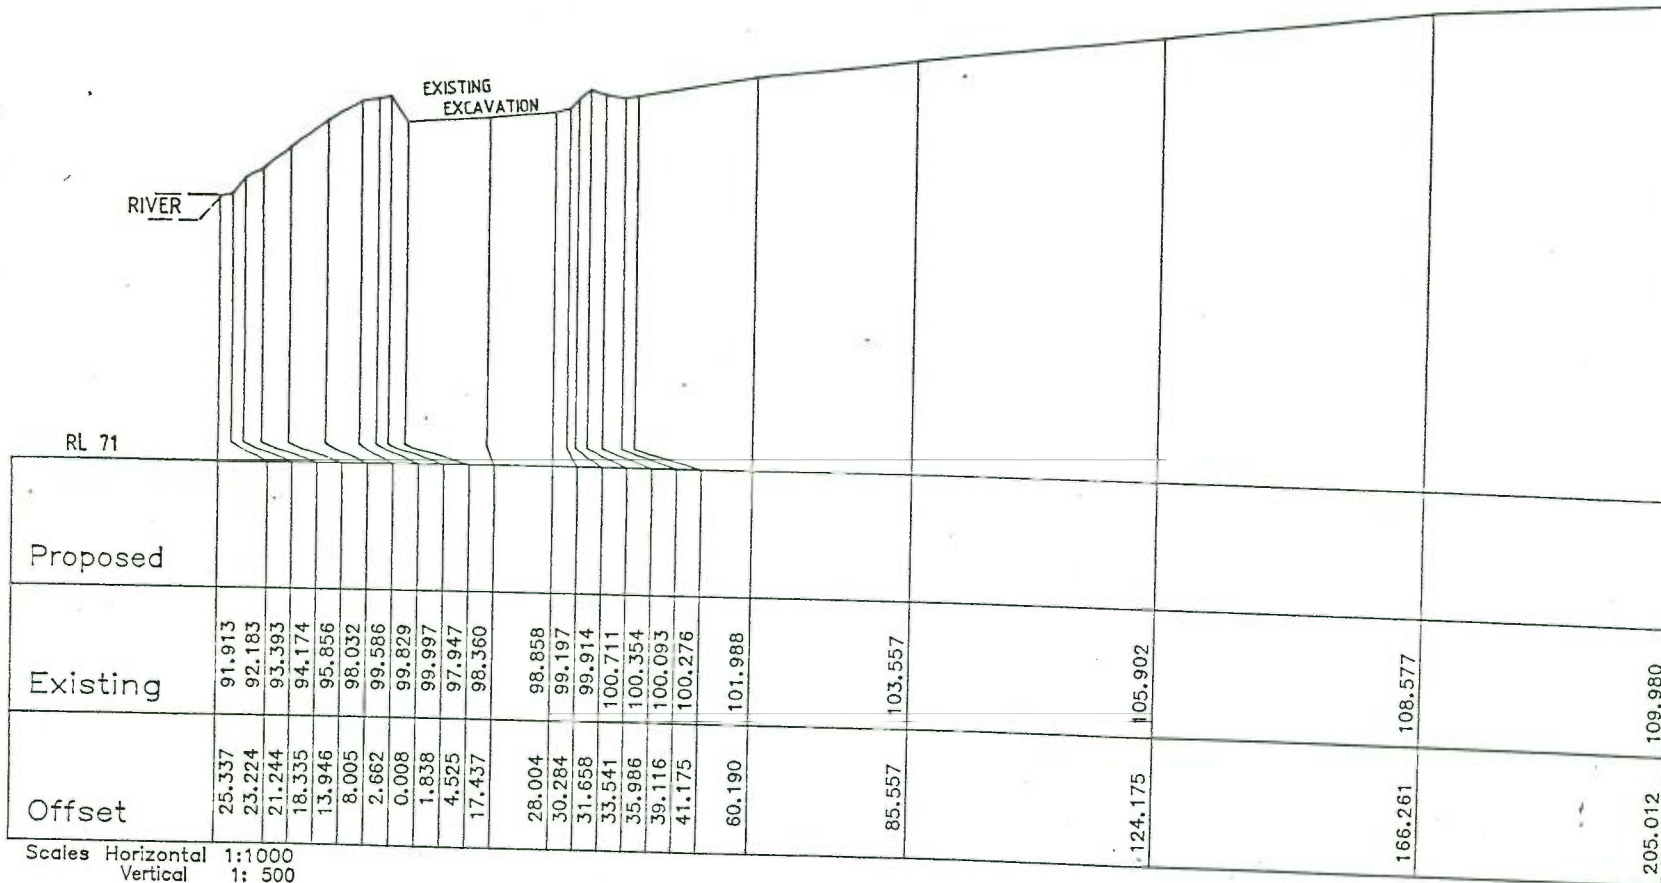 EXISTING
EXCAVATION
RIVER
RL 71
Proposed
Existing 91.913 92.183 93.393 94.174 95.856 98.032 99.586 99.829 99.997 97.947 98.360 98.858 99.197 99.914 100.711 100.354 100.093 100.276 101.988 103.557 105.902 108.577 109.980
Offset 25.337 23.224 21.244 18.335 13.946 8.005 2.662 0.008 1.838 4.525 17.437 28.004 30.284 31.658 33.541 35.986 39.116 41.175 60.190 85.557 124.175 166.261 205.012
Scales Horizontal 1:1000
Vertical 1: 500